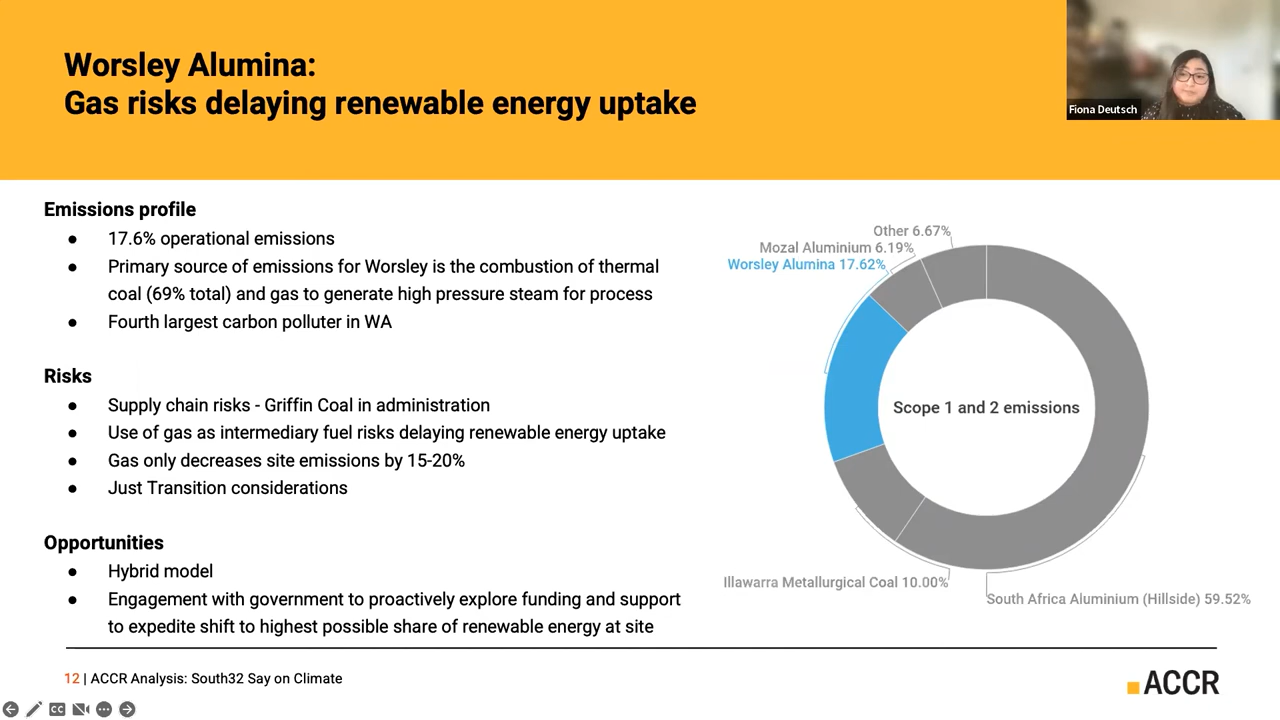 Worsley Alumina:
Gas risks delaying renewable energy uptake
Fiona Deutsch
Emissions profile
● 17.6% operational emissions
● Primary source of emissions for Worsley is the combustion of thermal
coal (69% total) and gas to generate high pressure steam for process
● Fourth largest carbon polluter in WA
Risks
● Supply chain risks - Griffin Coal in administration
● Use of gas as intermediary fuel risks delaying renewable energy uptake
● Gas only decreases site emissions by 15-20%
● Just Transition considerations
Opportunities
● Hybrid model
● Engagement with government to proactively explore funding and support
to expedite shift to highest possible share of renewable energy at site
Other 6.67%
Mozal Aluminium 6.19%
Worsley Alumina 17.62%
Scope 1 and 2 emissions
Illawarra Metallurgical Coal 10.00%
South Africa Aluminium (Hillside) 59.52%
12 | ACCR Analysis: South32 Say on Climate
ACCR
CC